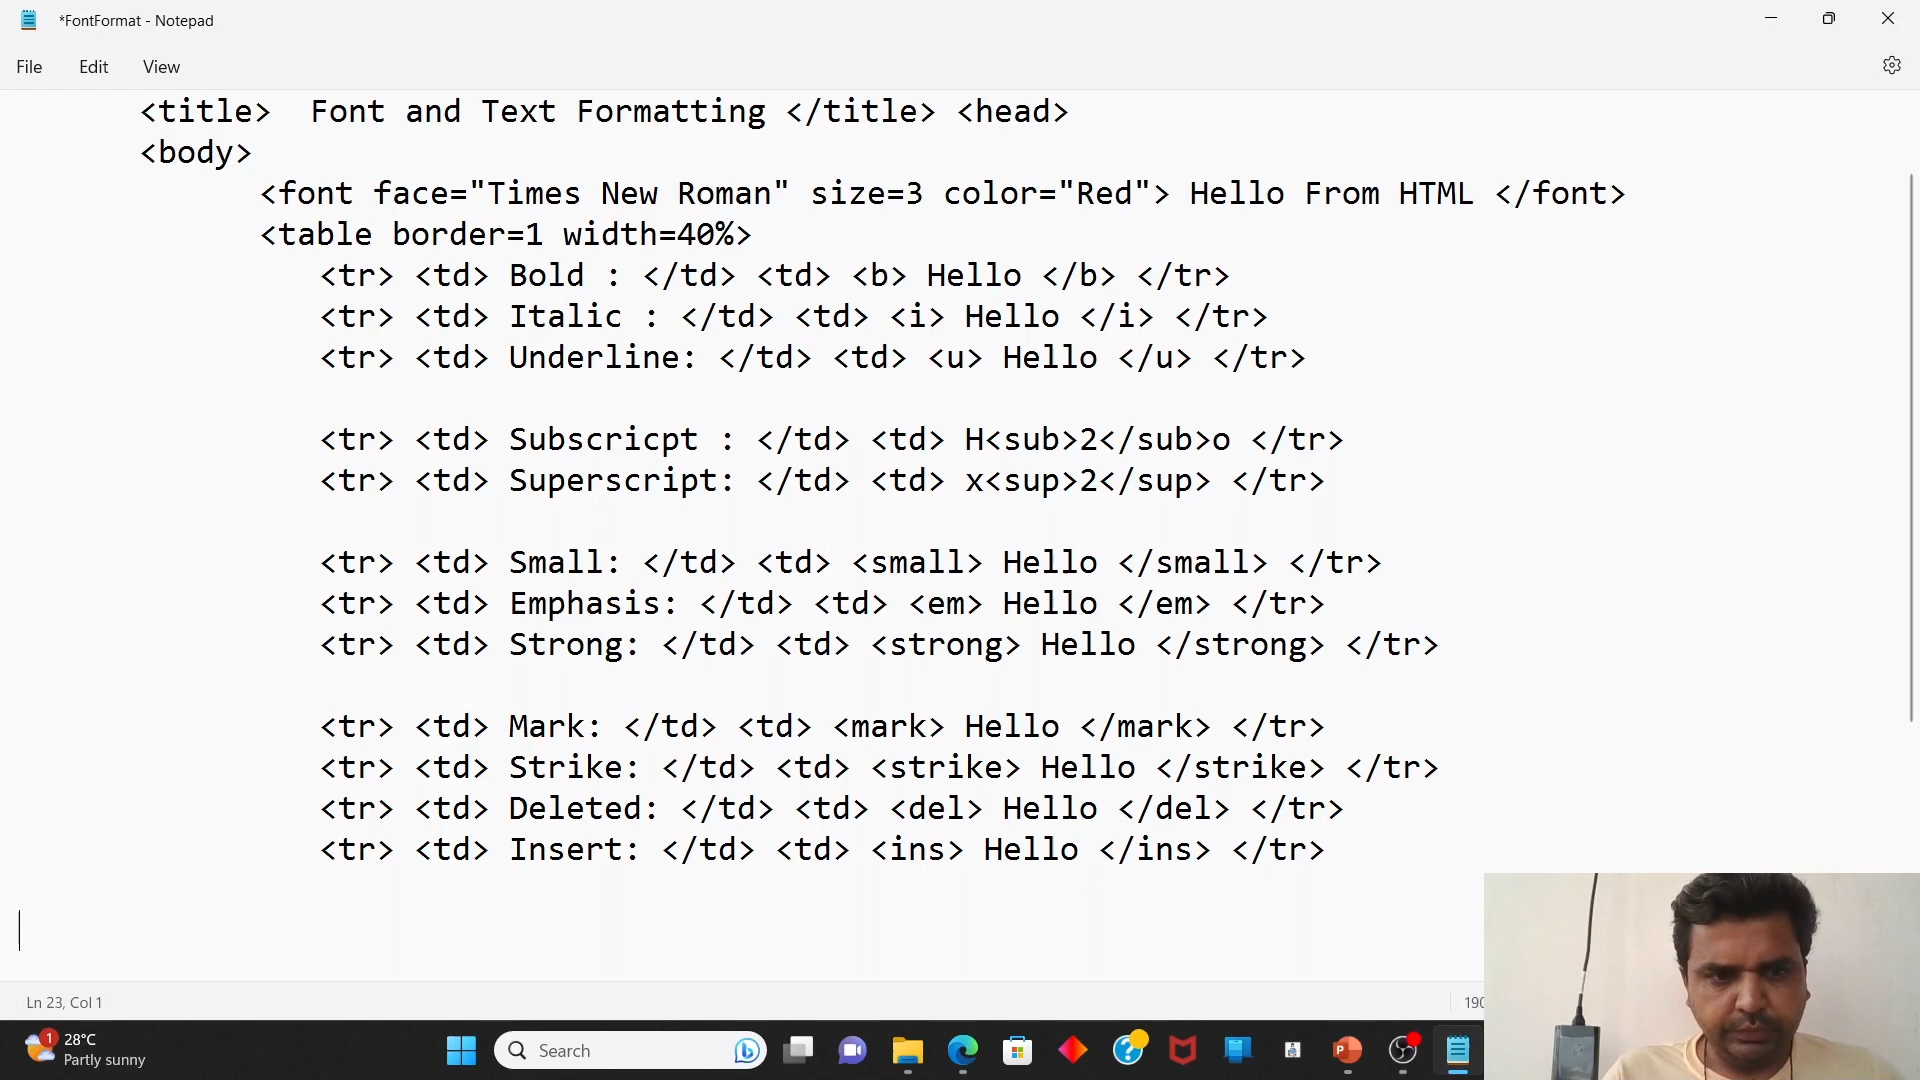 *FontFormat - Notepad
File Edit View
<title>  Font and Text Formatting </title> <head>
<body>
<font face="Times New Roman" size=3 color="Red"> Hello From HTML </font>
<table border=1 width=40%>
<tr> <td> Bold : </td> <td> <b> Hello </b> </tr>
<tr> <td> Italic : </td> <td> <i> Hello </i> </tr>
<tr> <td> Underline: </td> <td> <u> Hello </u> </tr>
<tr> <td> Subscricpt : </td> <td> H<sub>2</sub>o </tr>
<tr> <td> Superscript: </td> <td> x<sup>2</sup> </tr>
<tr> <td> Small: </td> <td> <small> Hello </small> </tr>
<tr> <td> Emphasis: </td> <td> <em> Hello </em> </tr>
<tr> <td> Strong: </td> <td> <strong> Hello </strong> </tr>
<tr> <td> Mark: </td> <td> <mark> Hello </mark> </tr>
<tr> <td> Strike: </td> <td> <strike> Hello </strike> </tr>
<tr> <td> Deleted: </td> <td> <del> Hello </del> </tr>
<tr> <td> Insert: </td> <td> <ins> Hello </ins> </tr>
Ln 23, Col 1
190
1
28°C
Partly sunny
Search